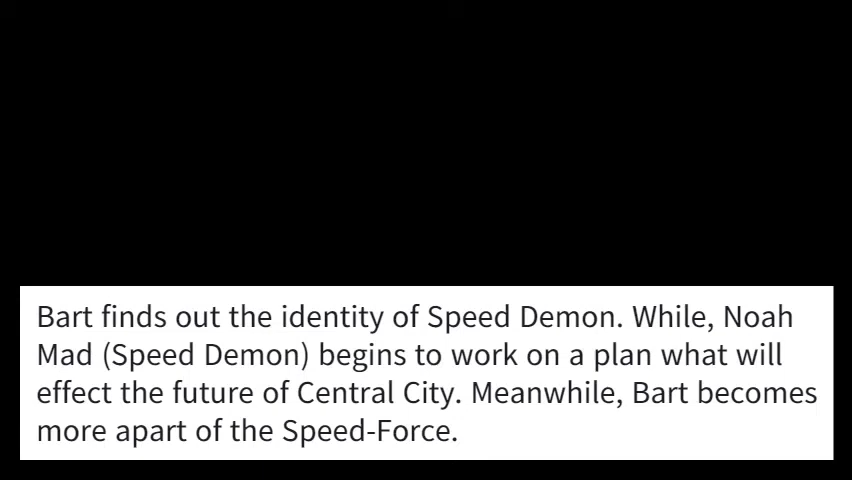 Bart finds out the identity of Speed Demon. While, Noah
Mad (Speed Demon) begins to work on a plan what will
effect the future of Central City. Meanwhile, Bart becomes
more apart of the Speed-Force.